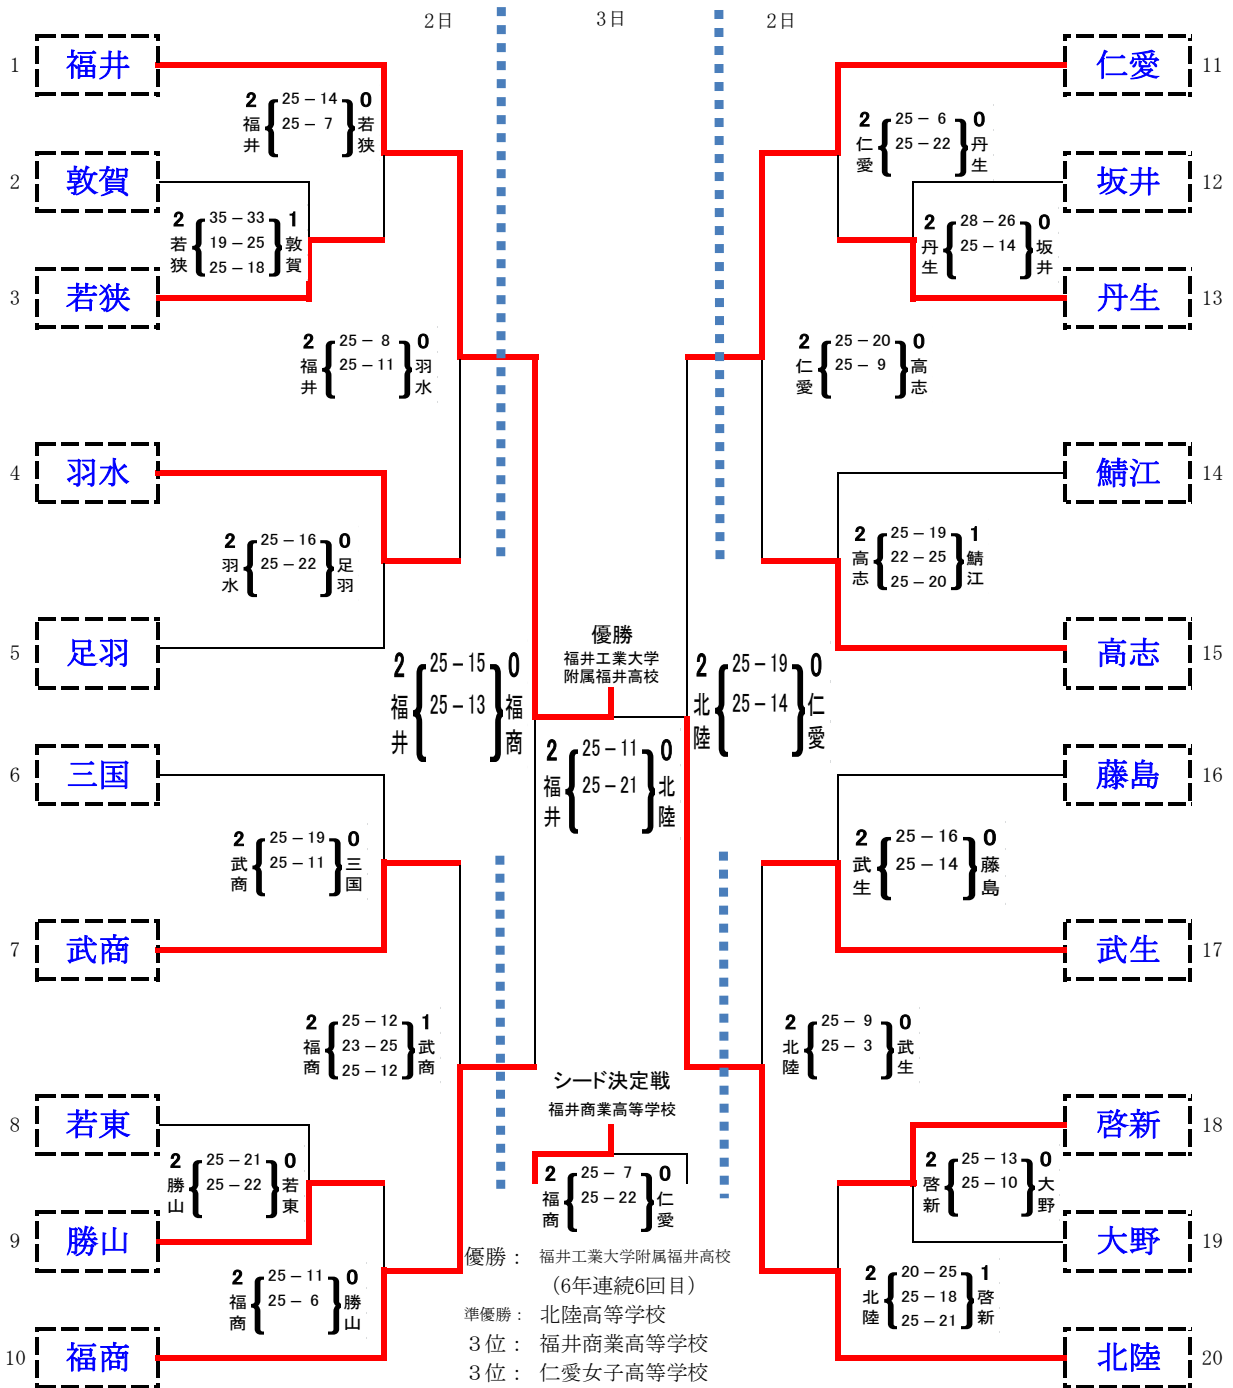 2日
3日
2日
1
福井
2
敦賀
3
若狭
4
羽水
5
足羽
6
三国
7
武商
8
若東
9
勝山
10
福商
仁愛
11
坂井
12
丹生
13
鯖江
14
高志
15
藤島
16
武生
17
啓新
18
大野
19
北陸
20
2 福井 25－14 25－7 0 若狭
2 若狭 35－33 19－25 25－18 1 敦賀
2 福井 25－8 25－11 0 羽水
2 羽水 25－16 25－22 0 足羽
2 福井 25－15 25－13 0 福商
2 武商 25－19 25－11 0 三国
2 福商 25－12 23－25 25－12 1 武商
2 勝山 25－21 25－22 0 若東
2 福商 25－11 25－6 0 勝山
2 仁愛 25－6 25－22 0 丹生
2 丹生 28－26 25－14 0 坂井
2 仁愛 25－20 25－9 0 高志
2 高志 25－19 22－25 25－20 1 鯖江
2 北陸 25－19 25－14 0 仁愛
2 武生 25－16 25－14 0 藤島
2 北陸 25－9 25－3 0 武生
2 啓新 25－13 25－10 0 大野
2 北陸 20－25 25－18 25－21 1 啓新
優勝
福井工業大学
附属福井高校
2 福井 25－11 25－21 0 北陸
シード決定戦
福井商業高等学校
2 福商 25－7 25－22 0 仁愛
優勝： 福井工業大学附属福井高校
（6年連続6回目）
準優勝： 北陸高等学校
３位： 福井商業高等学校
３位： 仁愛女子高等学校